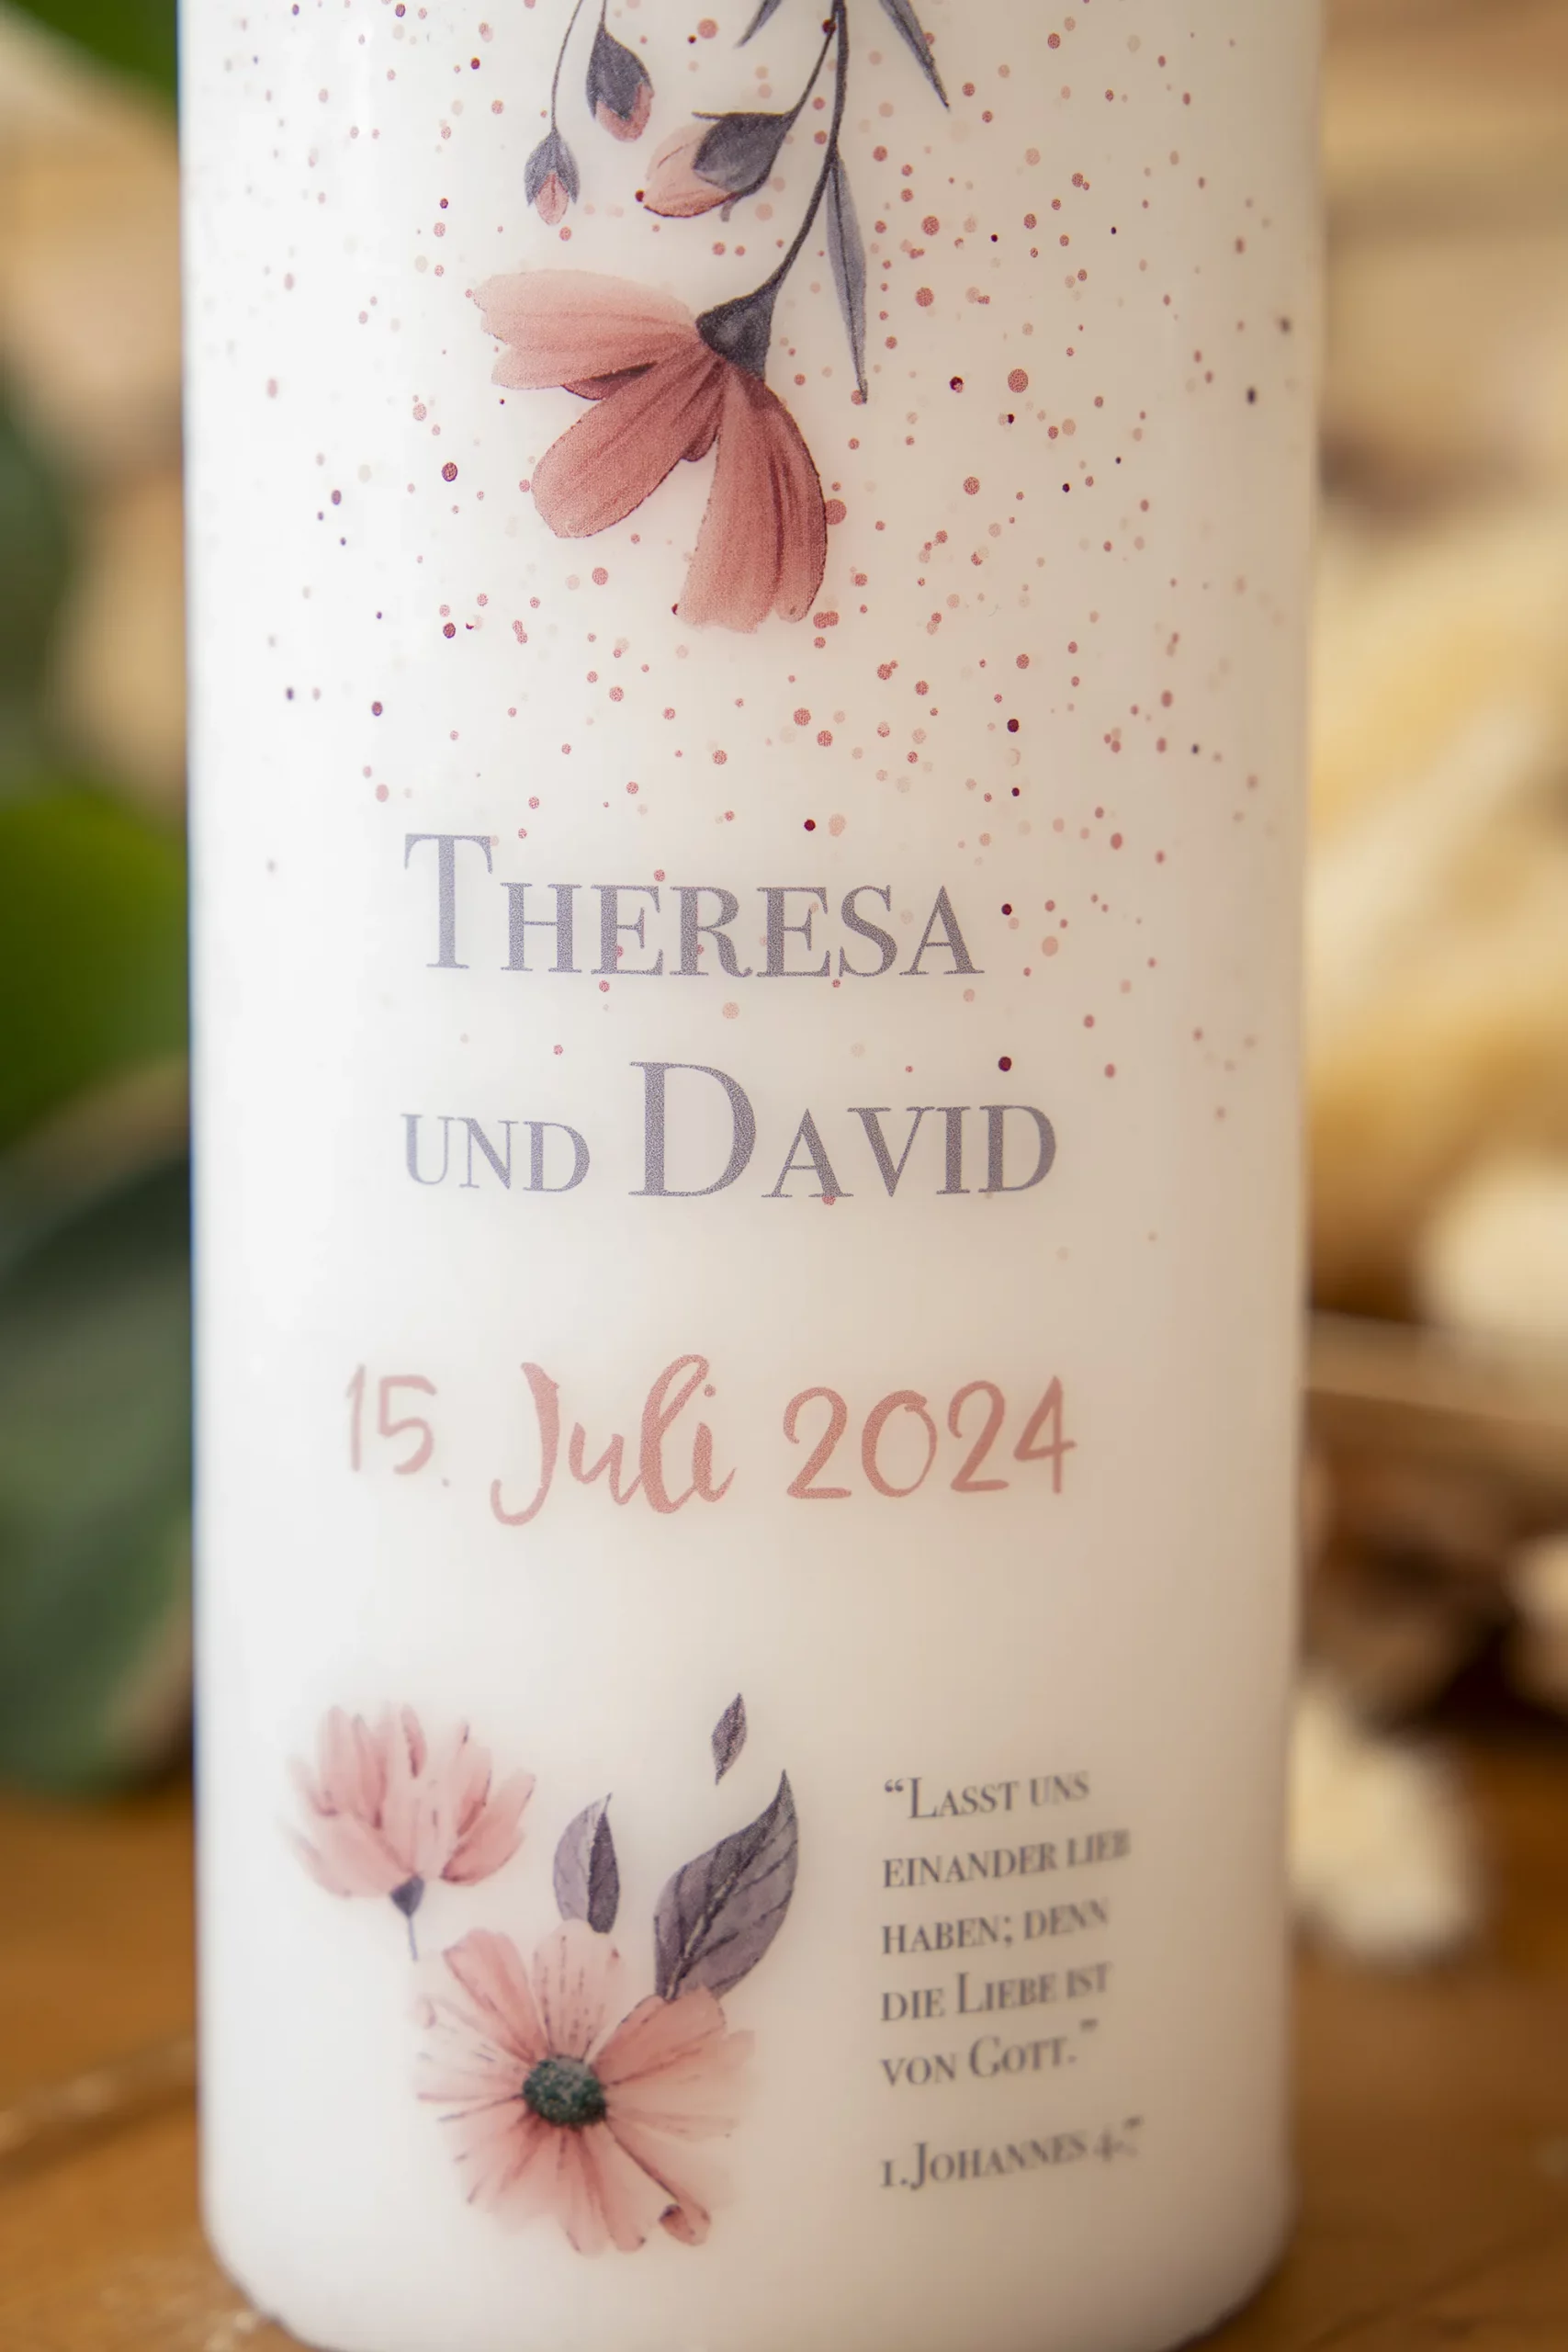 Theresa
und David
15. Juli 2024
“Lasst uns
einander lieb
haben; denn
die Liebe ist
von Gott.”
1.Johannes 4:7